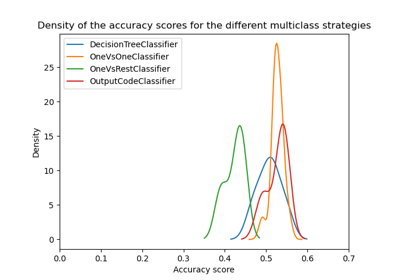 Density of the accuracy scores for the different multiclass strategies
DecisionTreeClassifier
OneVsOneClassifier
OneVsRestClassifier
OutputCodeClassifier
Density
25
20
15
10
5
0
0.0 0.1 0.2 0.3 0.4 0.5 0.6 0.7
Accuracy score